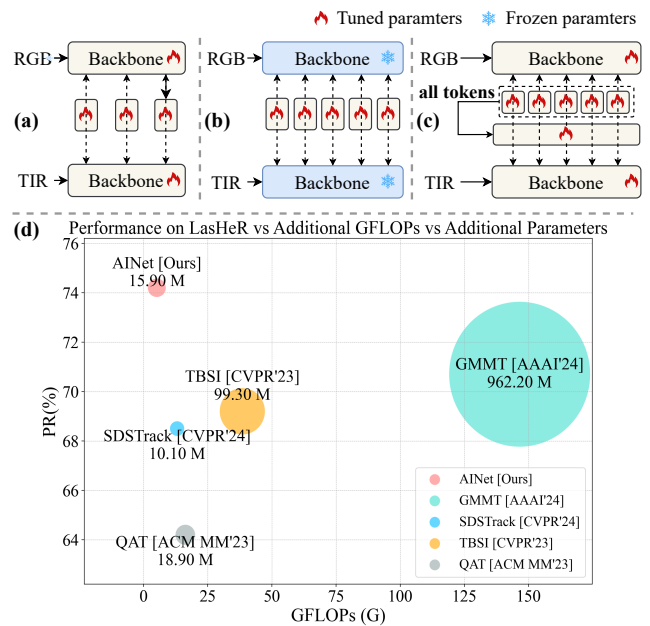 Tuned paramters
Frozen paramters
RGB
Backbone
(a)
TIR
Backbone
RGB
Backbone
(b)
TIR
Backbone
RGB
Backbone
all tokens
(c)
TIR
Backbone
(d)
Performance on LasHeR vs Additional GFLOPs vs Additional Parameters
76
74
72
70
68
66
64
PR(%)
AINet [Ours]
15.90 M
GMMT [AAAI'24]
962.20 M
TBSI [CVPR'23]
99.30 M
SDSTrack [CVPR'24]
10.10 M
QAT [ACM MM'23]
18.90 M
AINet [Ours]
GMMT [AAAI'24]
SDSTrack [CVPR'24]
TBSI [CVPR'23]
QAT [ACM MM'23]
0 25 50 75 100 125 150
GFLOPs (G)